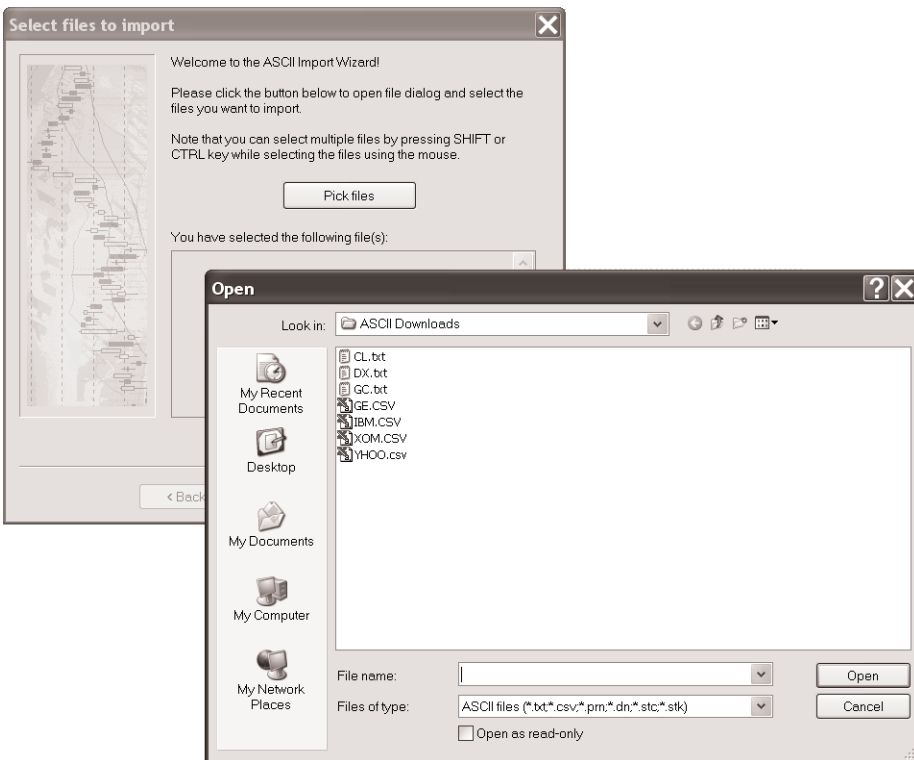 Select files to import
Welcome to the ASCII Import Wizard!
Please click the button below to open file dialog and select the
files you want to import.
Note that you can select multiple files by pressing SHIFT or
CTRL key while selecting the files using the mouse.
Pick files
You have selected the following file(s):
< Back
Open
Look in:
ASCII Downloads
My Recent
Documents
Desktop
My Documents
My Computer
My Network
Places
CL.txt
DX.txt
GC.txt
GE.CSV
IBM.CSV
XOM.CSV
YHOO.csv
File name:
Open
Files of type:
ASCII files (*.txt;*.csv;*.prn;*.dn;*.stc;*.stk)
Cancel
Open as read-only